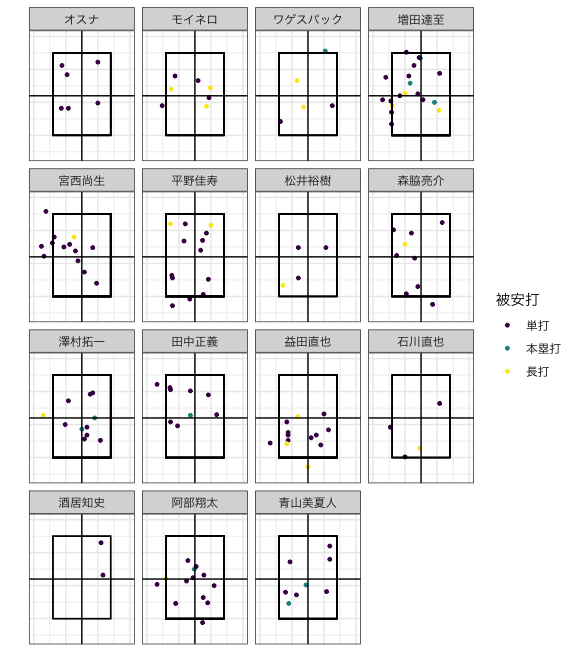 オスナ
モイネロ
ワゲスパック
増田達至
宮西尚生
平野佳寿
松井裕樹
森脇亮介
澤村拓一
田中正義
益田直也
石川直也
酒居知史
阿部翔太
青山美夏人
被安打
単打
本塁打
長打